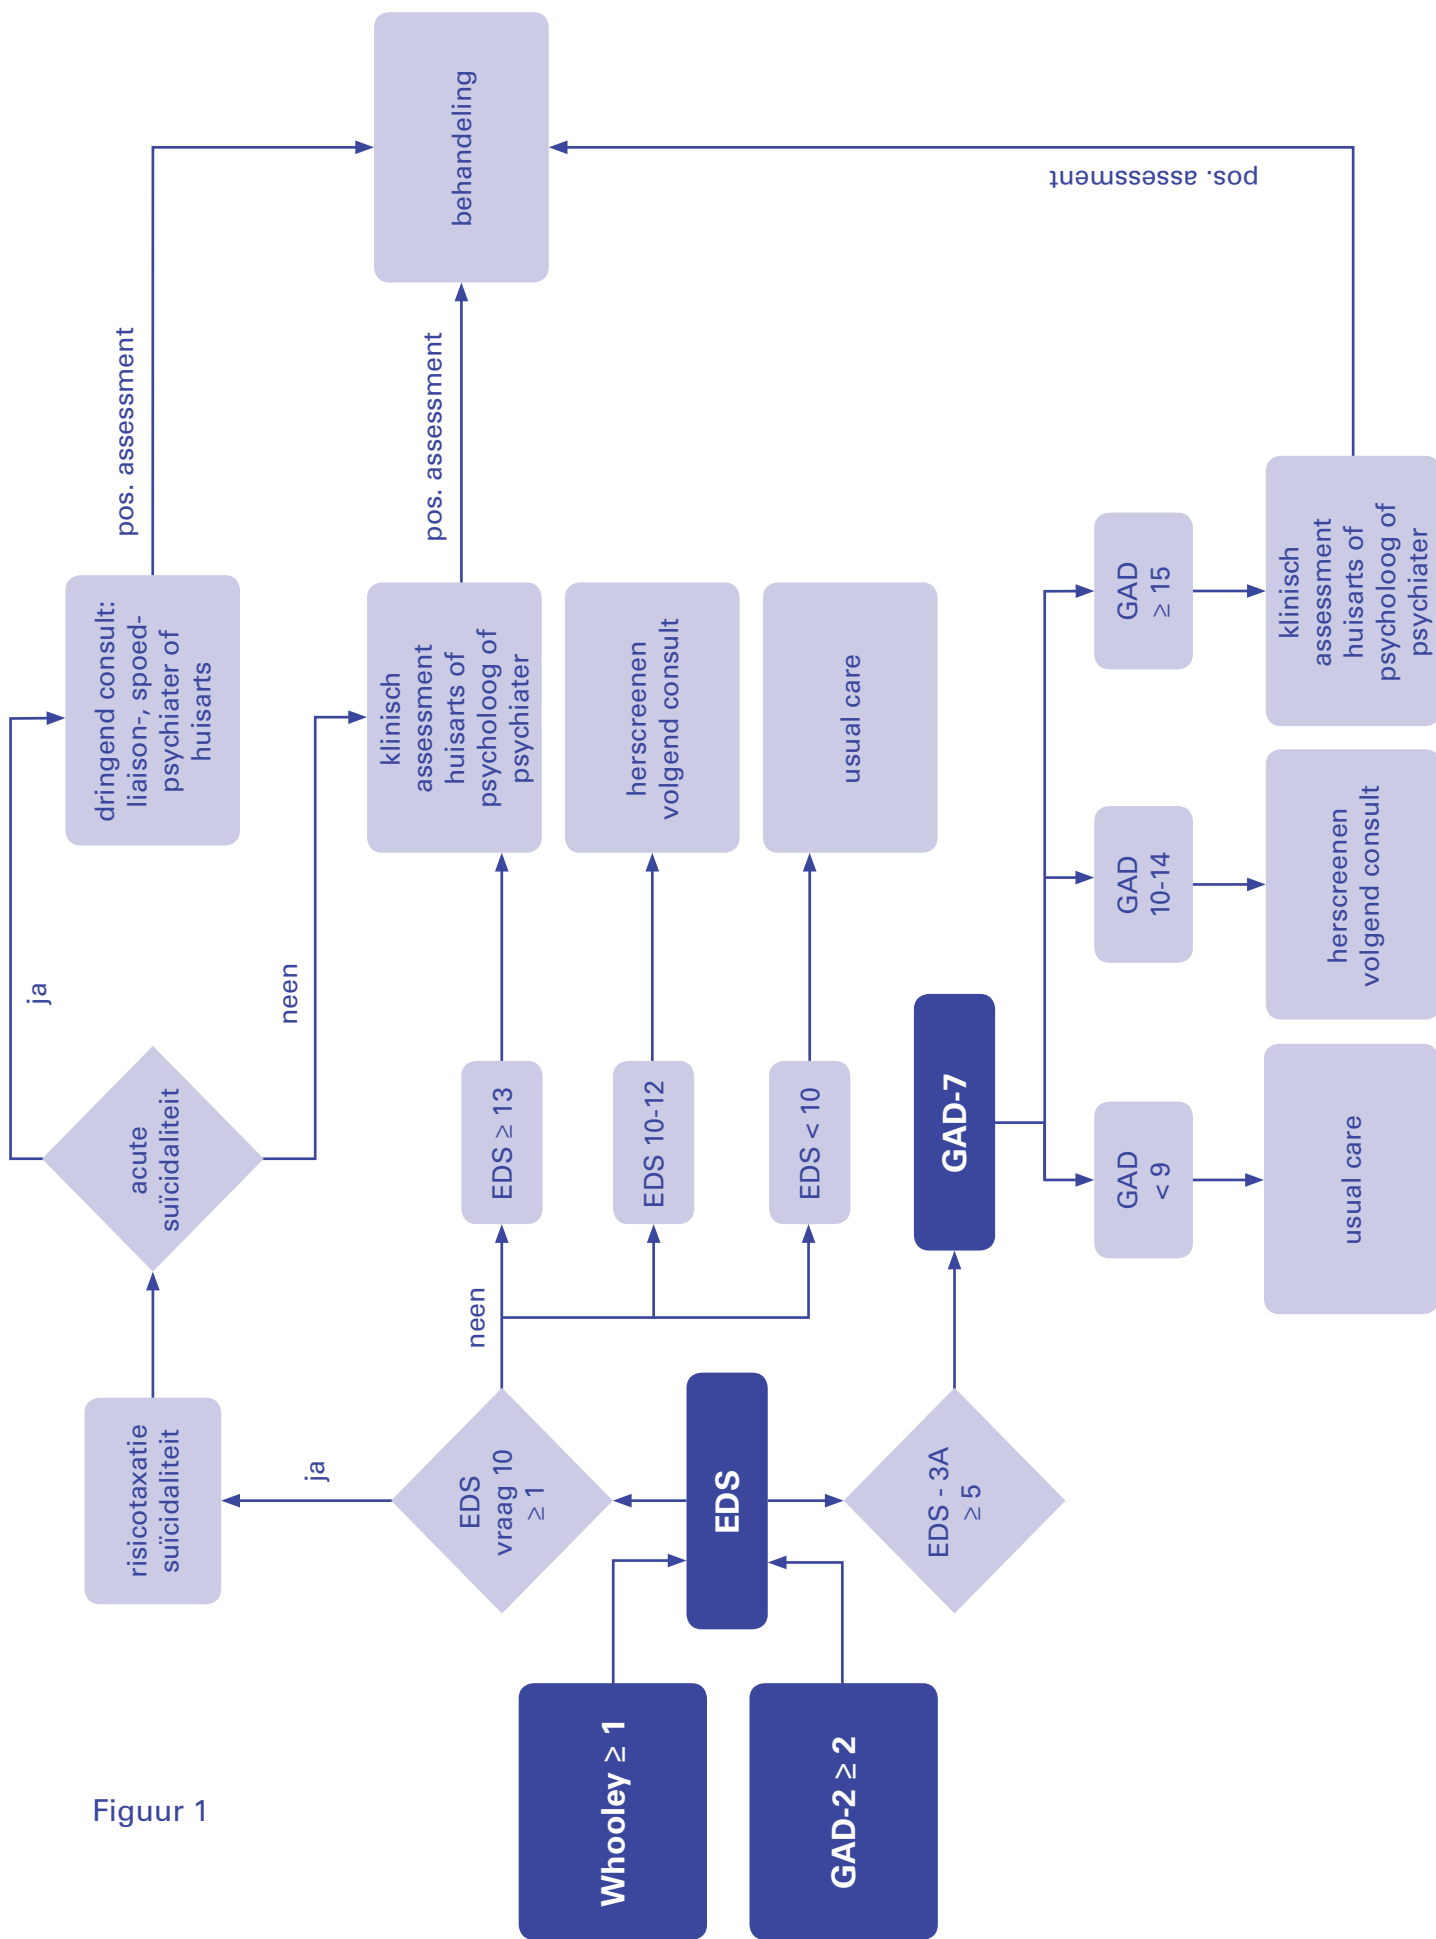 Figuur 1
Whooley ≥ 1
GAD-2 ≥ 2
EDS
EDS
vraag 10
≥ 1
ja
neen
risicotaxatie
suïcidaliteit
acute
suïcidaliteit
ja
neen
dringend consult:
liaison-, spoed-
psychiater of
huisarts
pos. assessment
EDS ≥ 13
klinisch
assessment
huisarts of
psycholoog of
psychiater
pos. assessment
behandeling
EDS 10-12
herscreenen
volgend consult
EDS < 10
usual care
EDS - 3A
≥ 5
GAD-7
GAD
< 9
usual care
GAD
10-14
herscreenen
volgend consult
GAD
≥ 15
klinisch
assessment
huisarts of
psycholoog of
psychiater
pos. assessment